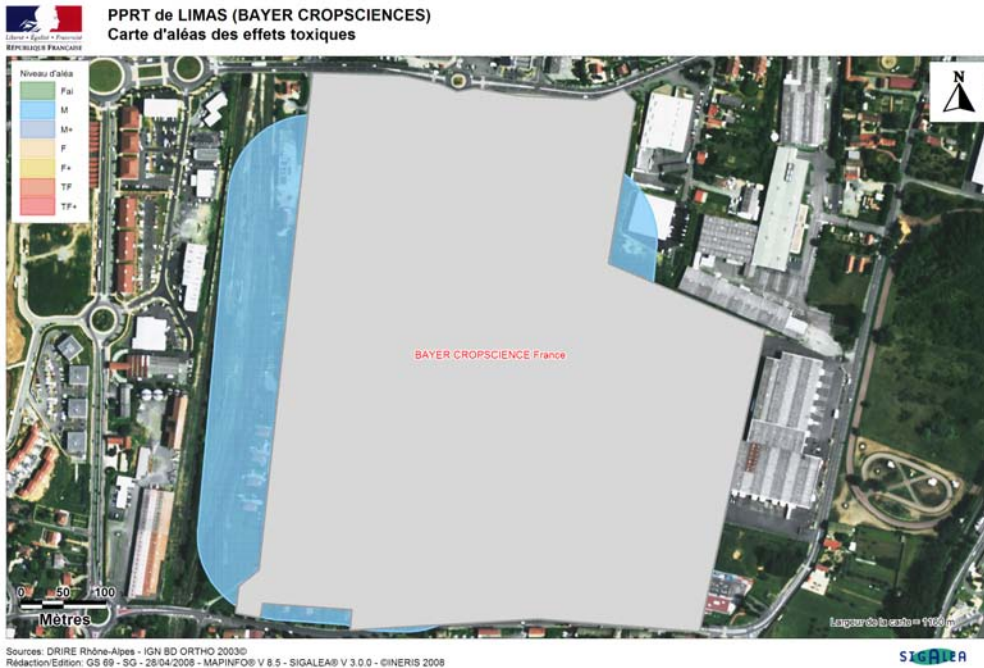 PPRT de LIMAS (BAYER CROPSCIENCES)
Carte d'aléas des effets toxiques
Liberté • Égalité • Fraternité
RÉPUBLIQUE FRANÇAISE
Niveau d'aléa
Fai
M
M+
F
F+
TF
TF+
N
BAYER CROPSCIENCE France
0 50 100
Mètres
Largeur de la carte = 1100 m
Sources: DRIRE Rhône-Alpes - IGN BD ORTHO 2003©
Rédaction/Edition: GS 69 - SG - 28/04/2008 - MAPINFO® V 8.5 - SIGALEA® V 3.0.0 - ©INERIS 2008
SIGALEA